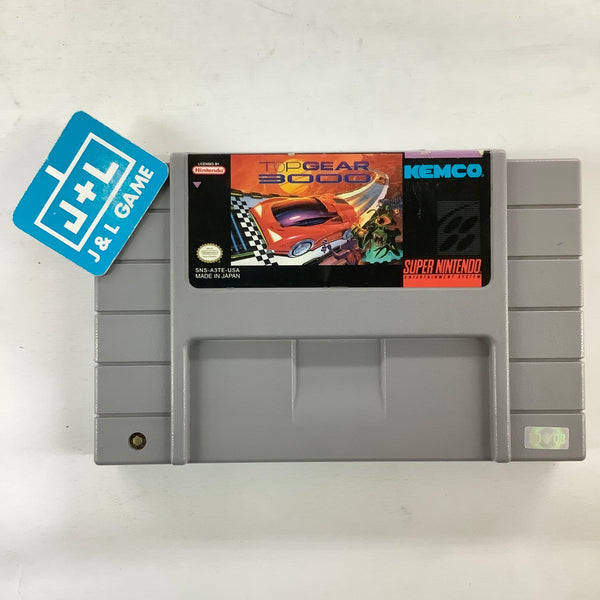 J+L
J & L GAME
LICENSED BY
Nintendo
TOP GEAR
3000
KEMCO
SNS-A3TE-USA
MADE IN JAPAN
SUPER NINTENDO
ENTERTAINMENT SYSTEM